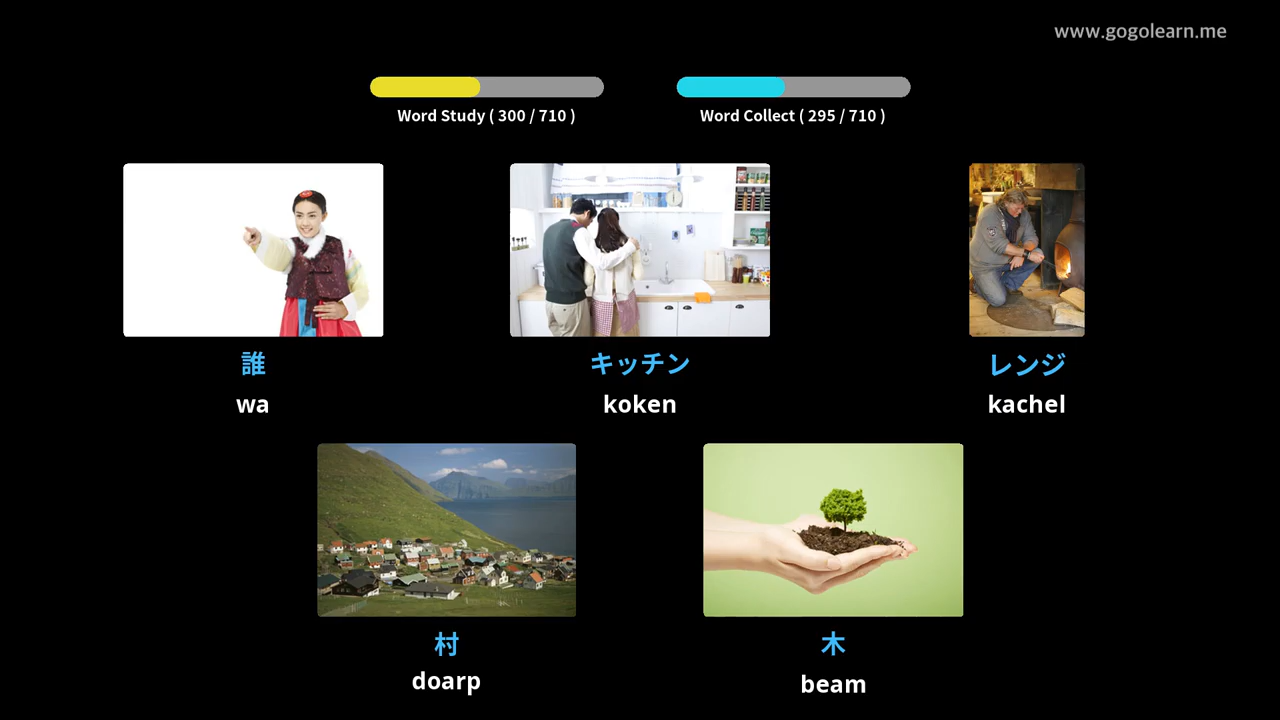 www.gogolearn.me
Word Study ( 300 / 710 )
Word Collect ( 295 / 710 )
誰
キッチン
レンジ
wa
koken
kachel
村
木
doarp
beam